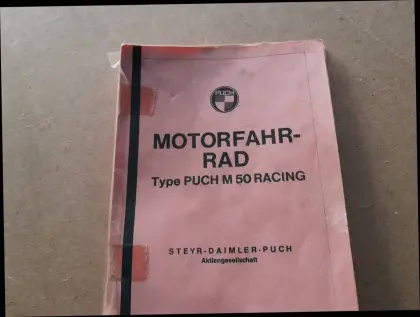 PUCH
MOTORFAHR-
RAD
Type PUCH M 50 RACING
STEYR-DAIMLER-PUCH
Aktiengesellschaft